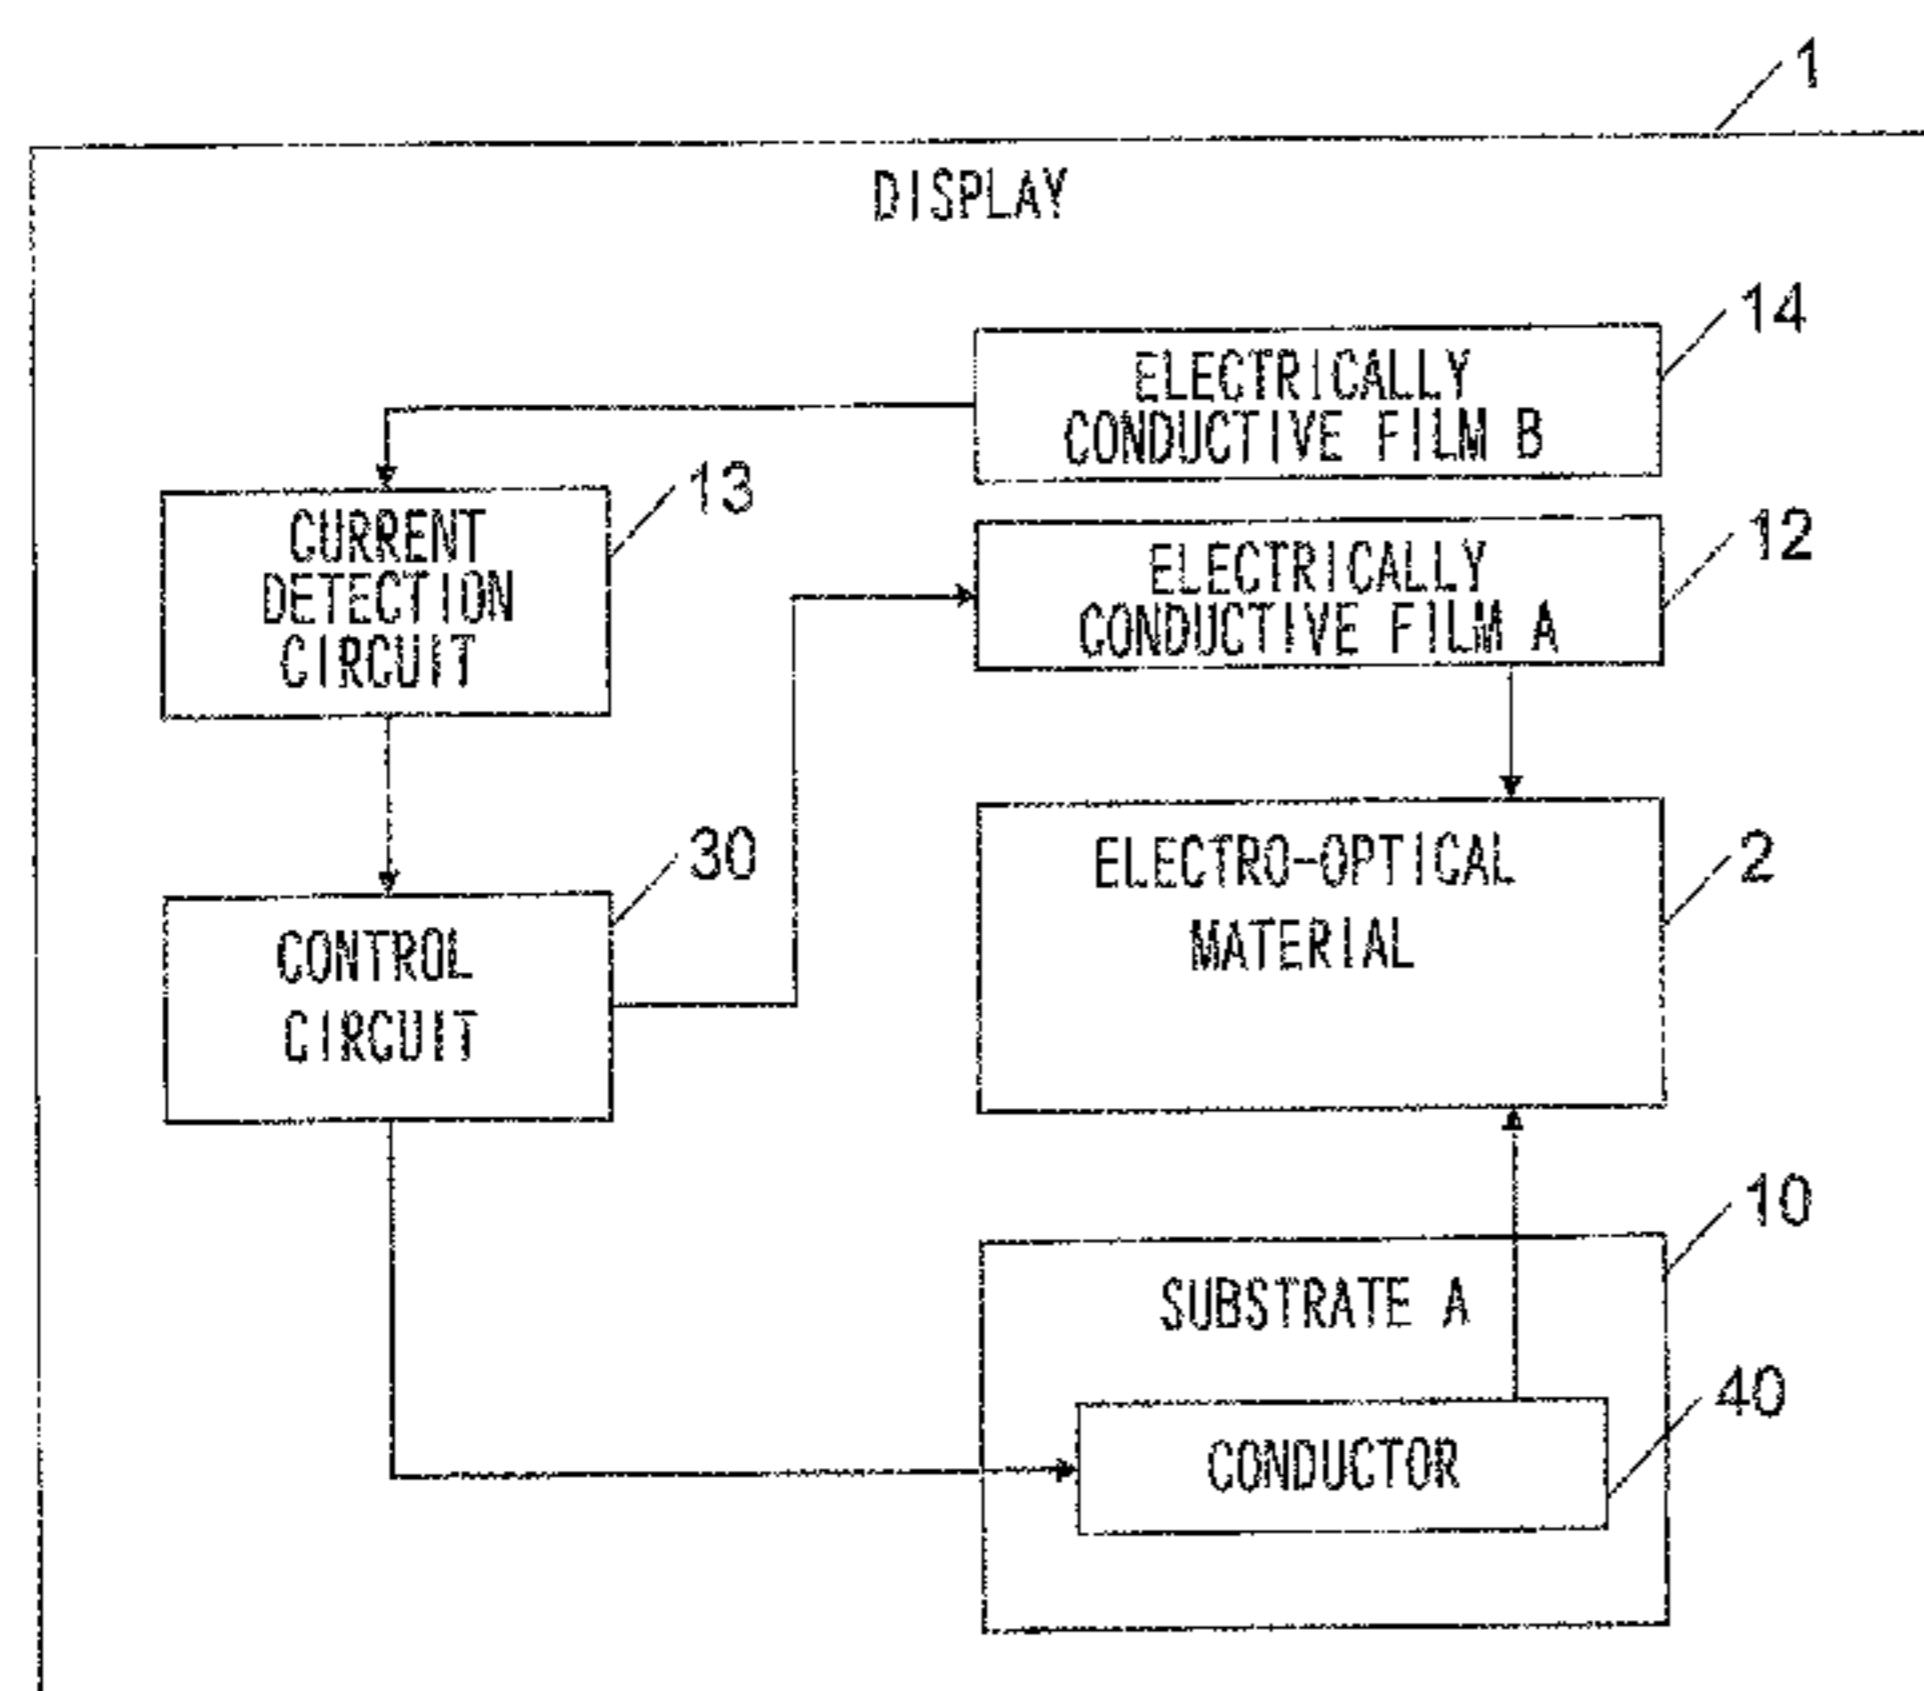 1
DISPLAY
14
ELECTRICALLY
CONDUCTIVE FILM B
13
CURRENT
DETECTION
CIRCUIT
12
ELECTRICALLY
CONDUCTIVE FILM A
30
CONTROL
CIRCUIT
2
ELECTRO-OPTICAL
MATERIAL
10
SUBSTRATE A
40
CONDUCTOR